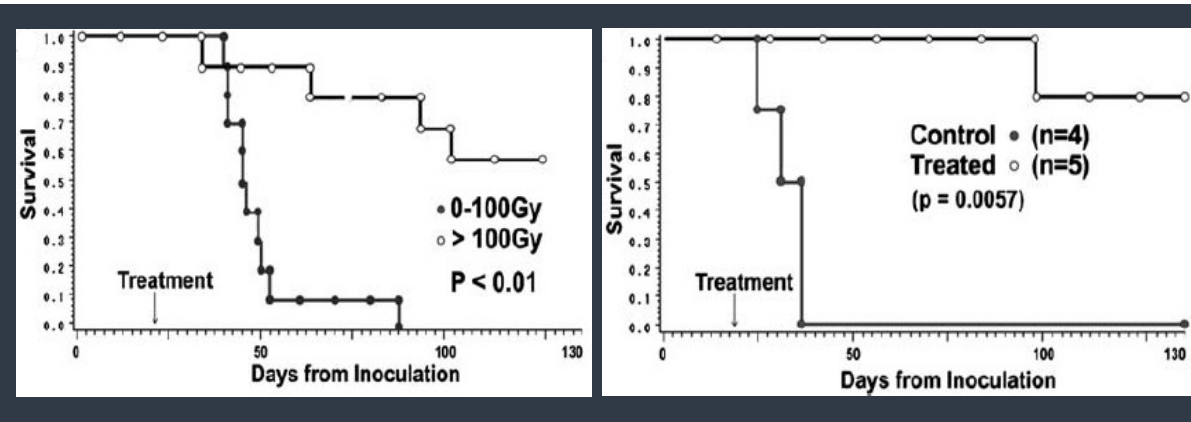 1.0
0.9
0.8
0.7
0.6
0.5
0.4
0.3
0.2
0.1
0.0
Survival
Treatment
0-100Gy
> 100Gy
P < 0.01
0 50 100 130
Days from Inoculation
1.0
0.9
0.8
0.7
0.6
0.5
0.4
0.3
0.2
0.1
0.0
Survival
Control (n=4)
Treated (n=5)
(p = 0.0057)
Treatment
0 50 100 130
Days from Inoculation